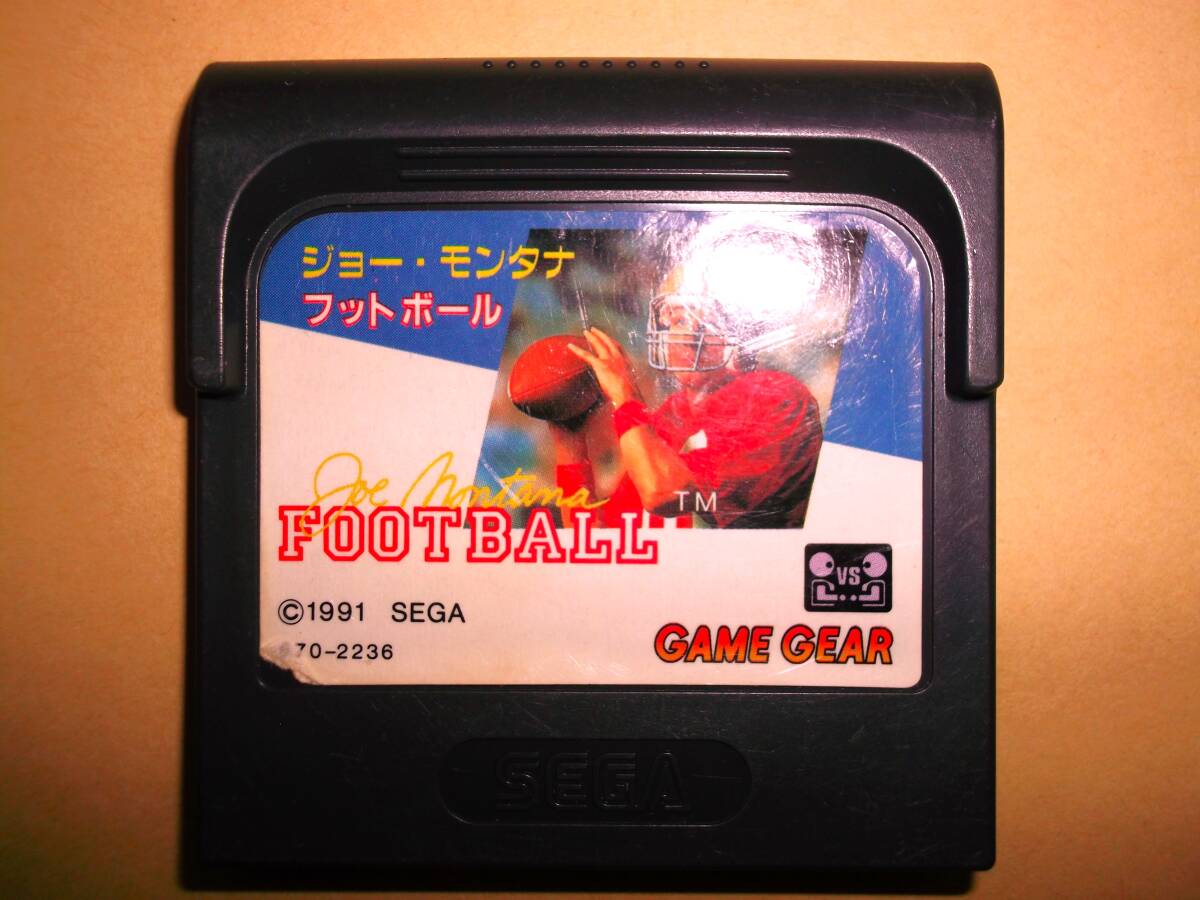 ジョー・モンタナ
フットボール
Joe Montana
FOOTBALL
TM
VS
©1991 SEGA
70-2236
GAME GEAR
SEGA